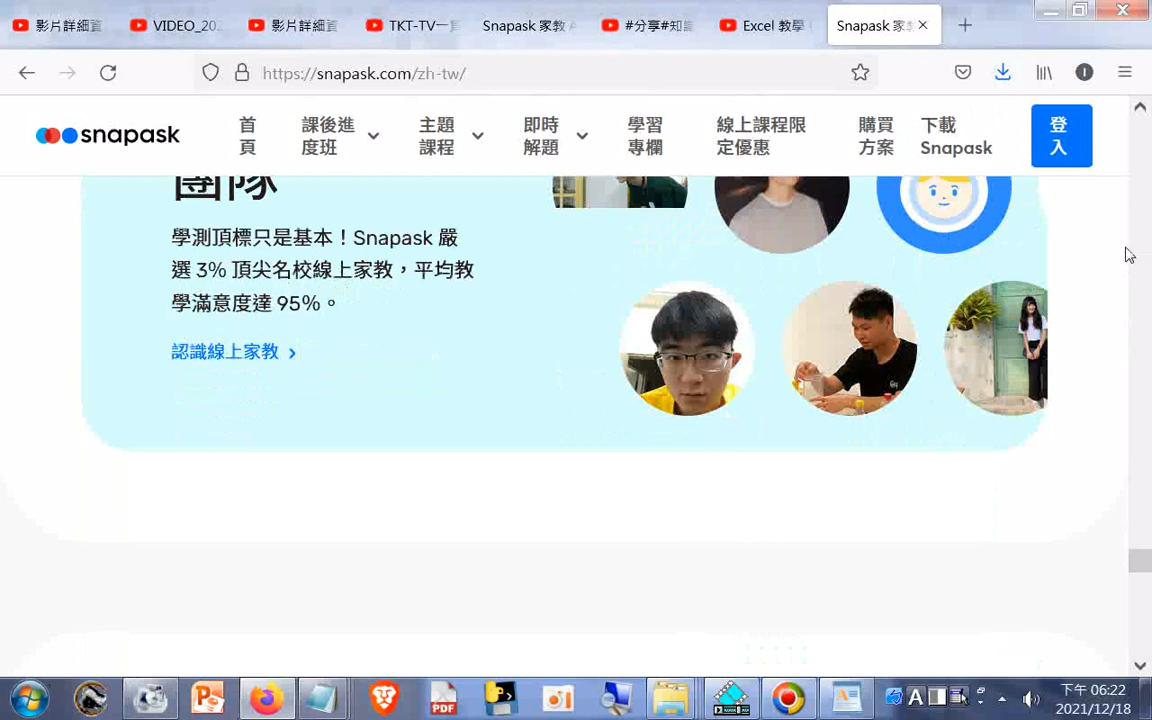 影片詳細資
VIDEO_202
影片詳細資
TKT-TV一
Snapask 家教
#分享#知
Excel 教學
Snapask 家
https://snapask.com/zh-tw/
snapask
首頁
課後進度班
主題課程
即時解題
學習專欄
線上課程限定優惠
購買方案
下載 Snapask
登入
團隊
學測頂標只是基本！Snapask 嚴
選 3% 頂尖名校線上家教，平均教
學滿意度達 95%。
認識線上家教
PDF
A
下午 06:22
2021/12/18